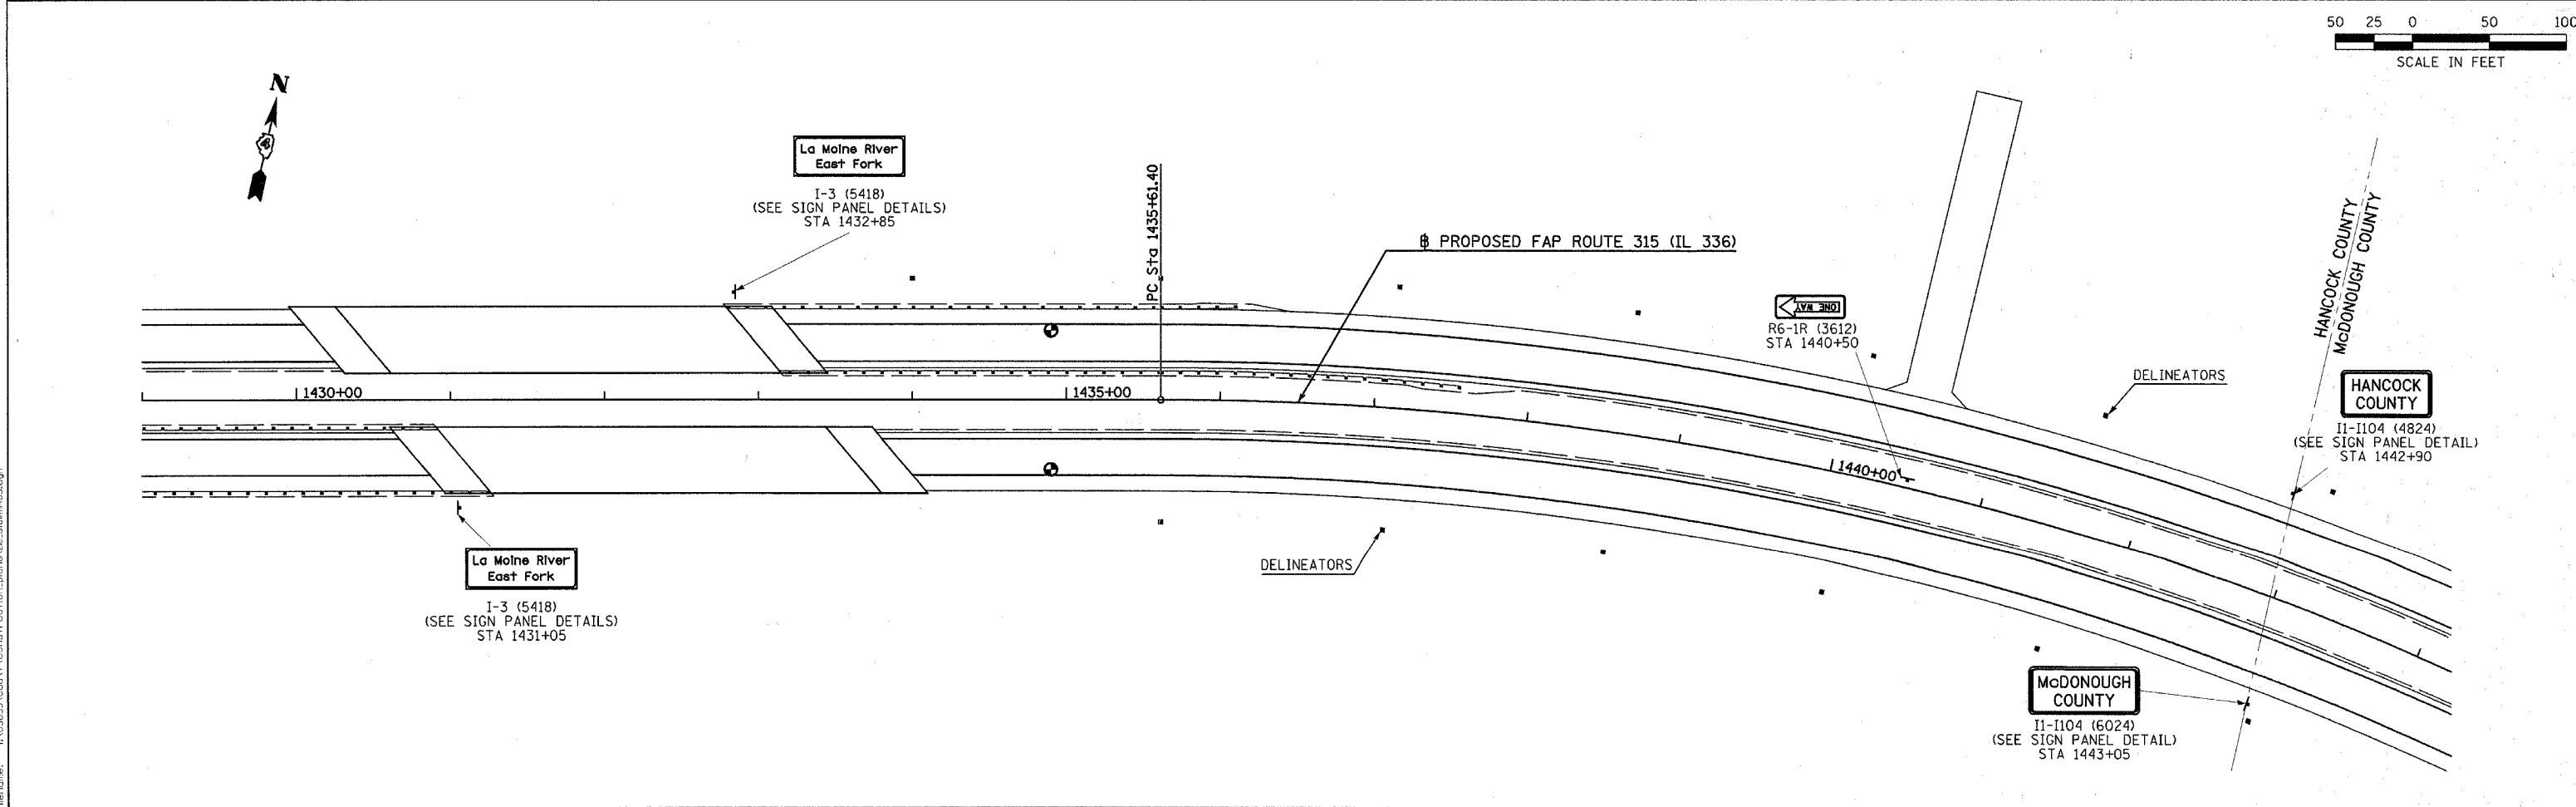 50 25 0 50 100
SCALE IN FEET
N
La Moine River
East Fork
I-3 (5418)
(SEE SIGN PANEL DETAILS)
STA 1432+85
PC Sta 1435+61.40
PROPOSED FAP ROUTE 315 (IL 336)
ONE WAY
R6-1R (3612)
STA 1440+50
HANCOCK COUNTY
McDONOUGH COUNTY
DELINEATORS
HANCOCK
COUNTY
I1-I104 (4824)
(SEE SIGN PANEL DETAIL)
STA 1442+90
1430+00
1435+00
1440+00
La Moine River
East Fork
I-3 (5418)
(SEE SIGN PANEL DETAILS)
STA 1431+05
DELINEATORS
McDONOUGH
COUNTY
I1-I104 (6024)
(SEE SIGN PANEL DETAIL)
STA 1443+05